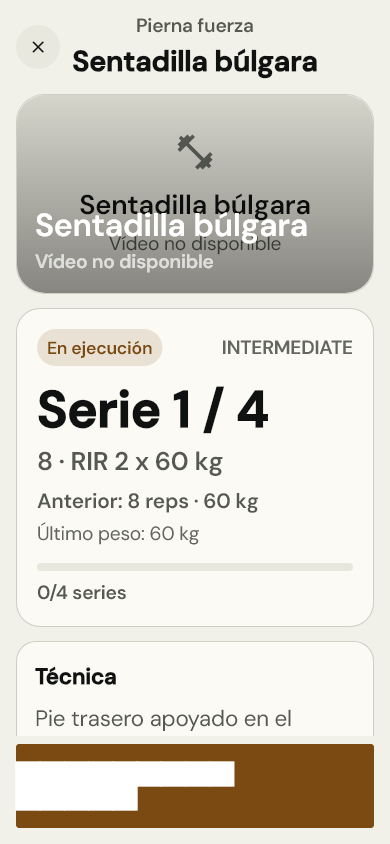 Pierna fuerza
Sentadilla búlgara
Sentadilla búlgara
Sentadilla búlgara
Vídeo no disponible
Vídeo no disponible
En ejecución
INTERMEDIATE
Serie 1 / 4
8 · RIR 2 x 60 kg
Anterior: 8 reps · 60 kg
Último peso: 60 kg
0/4 series
Técnica
Pie trasero apoyado en el